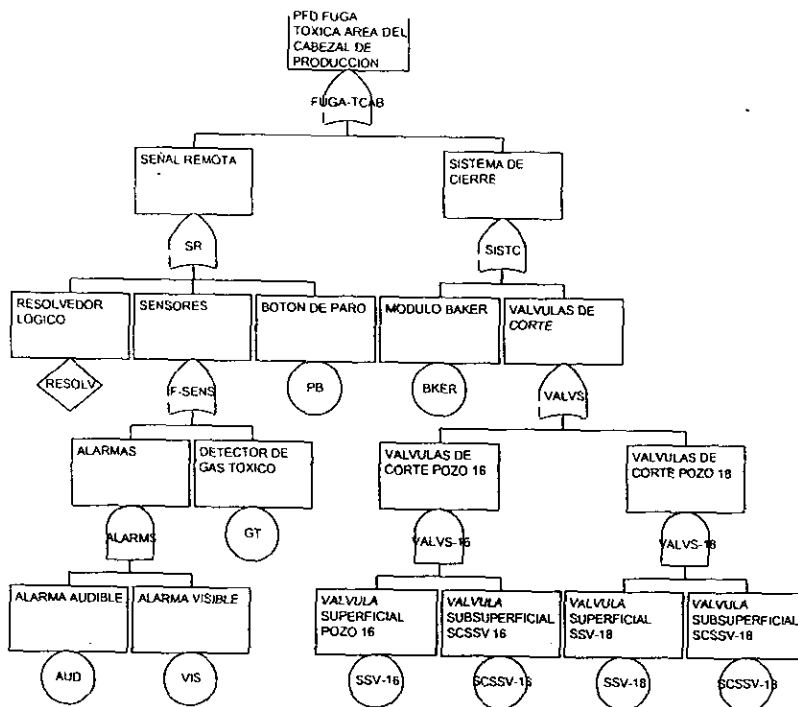 PFD FUGA
TOXICA AREA DEL
CABEZAL DE
PRODUCCIÓN
FUGA-TCAB
SEÑAL REMOTA
SISTEMA DE
CIERRE
SR
SISTC
RESOLVEDOR
LOGICO
SENSORES
BOTON DE PARO
MODULO BAKER
VALVULAS DE
CORTE
RESOLV
F-SENS
PB
BKER
VALVS
ALARMAS
DETECTOR DE
GAS TOXICO
VALVULAS DE
CORTE POZO 16
VALVULAS DE
CORTE POZO 18
ALARMS
GT
VALVS-16
VALVS-18
ALARMA AUDIBLE
ALARMA VISIBLE
VALVULA
SUPERFICIAL
POZO 16
VALVULA
SUBSUPERFICIAL
SCSSV 16
VALVULA
SUPERFICIAL
SSV-18
VALVULA
SUBSUPERFICIAL
SCSSV-18
AUD
VIS
SSV-16
SCSSV-16
SSV-18
SCSSV-18